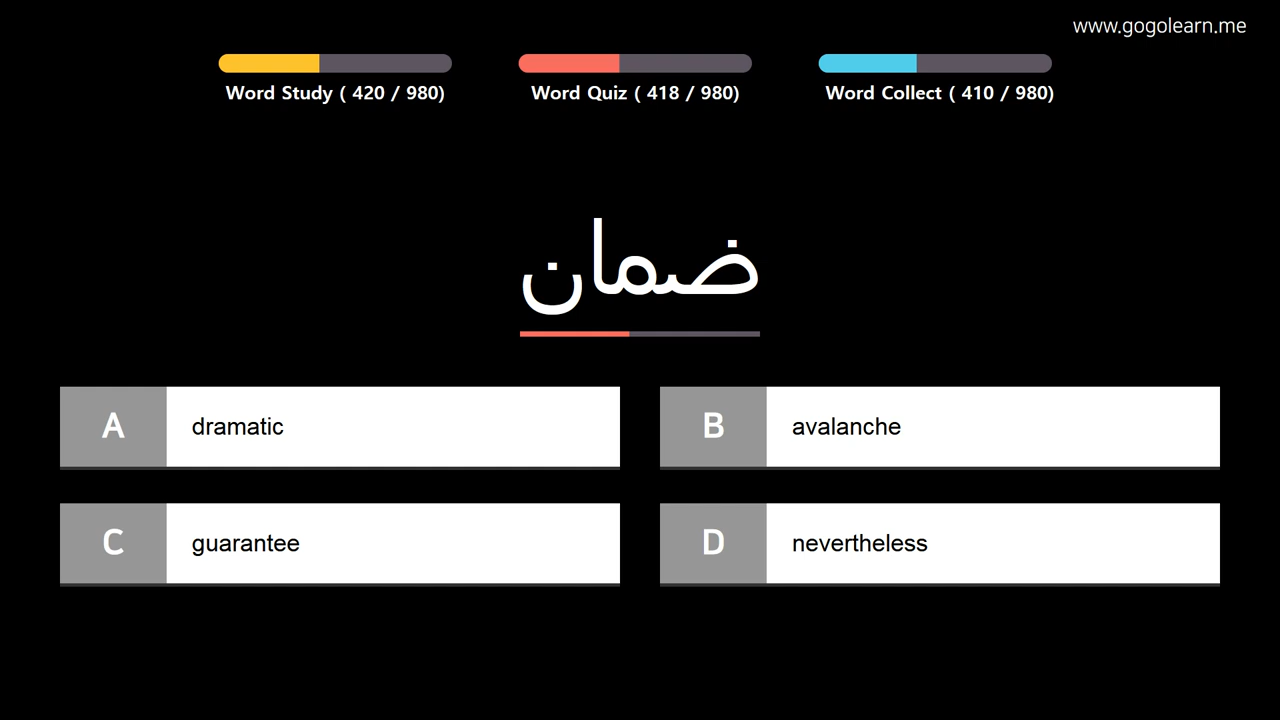 www.gogolearn.me
Word Study ( 420 / 980)
Word Quiz ( 418 / 980)
Word Collect ( 410 / 980)
ضمان
A dramatic
B avalanche
C guarantee
D nevertheless